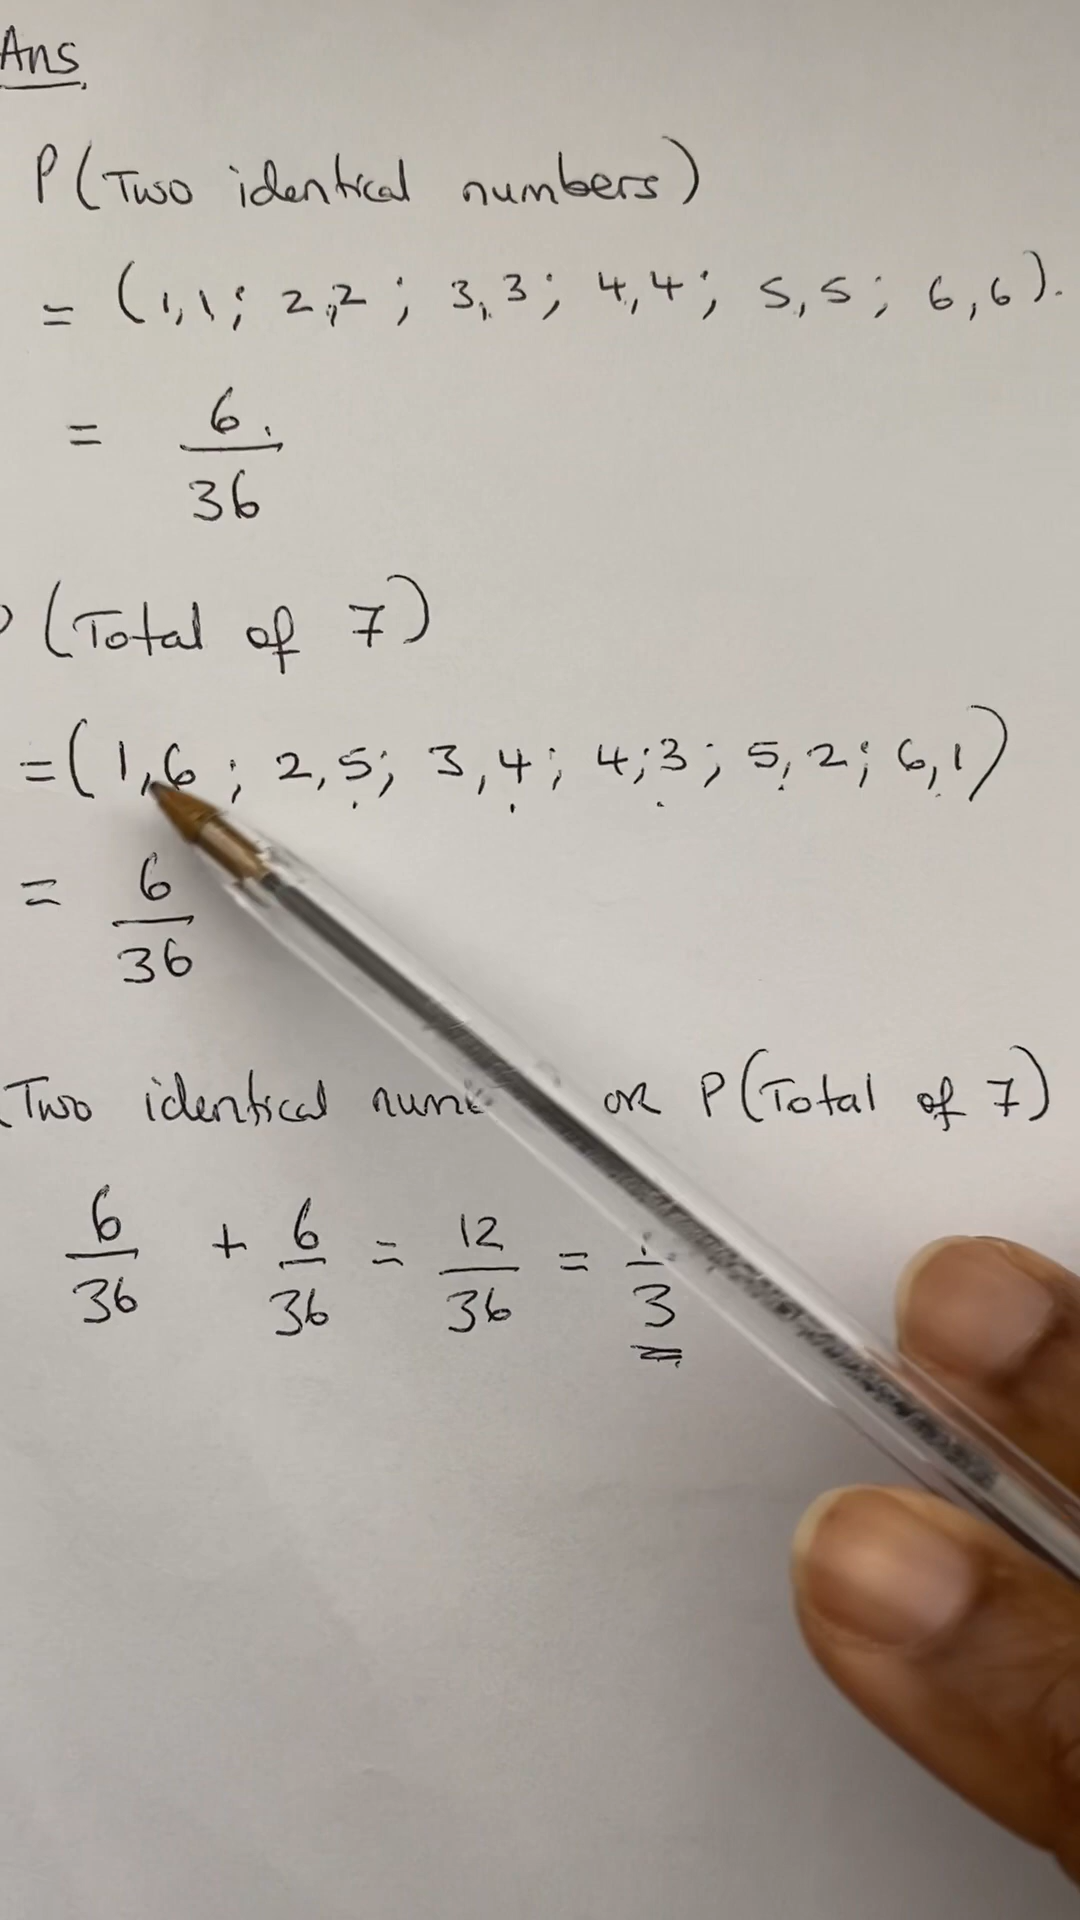 Ans
P(Two identical numbers)
= (1,1; 2,2; 3,3; 4,4; 5,5; 6,6).
= 6/36
(Total of 7)
=(1,6; 2,5; 3,4; 4;3; 5,2; 6,1)
= 6/36
Two identical or P(Total of 7)
6/36 + 6/36 = 12/36 = /3